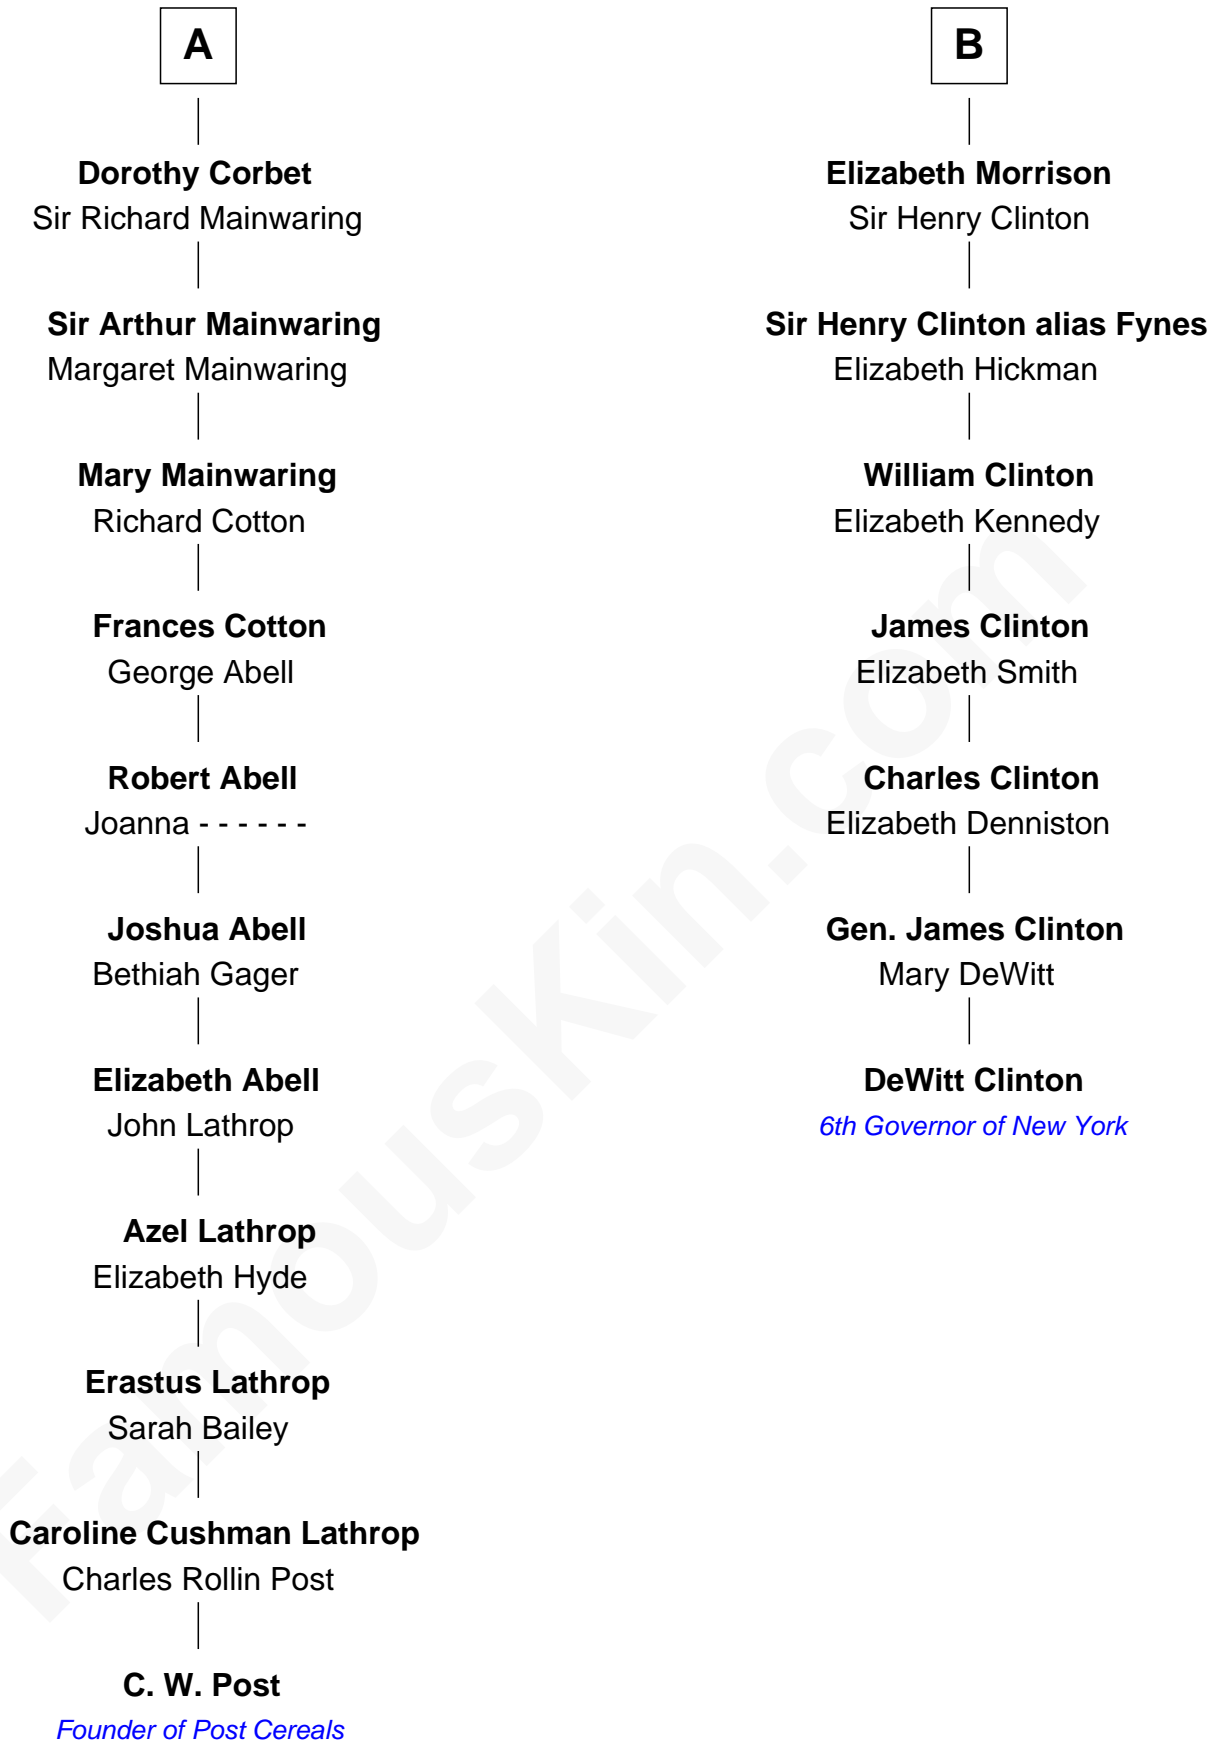 A
Dorothy Corbet
Sir Richard Mainwaring
Sir Arthur Mainwaring
Margaret Mainwaring
Mary Mainwaring
Richard Cotton
Frances Cotton
George Abell
Robert Abell
Joanna - - - - - -
Joshua Abell
Bethiah Gager
Elizabeth Abell
John Lathrop
Azel Lathrop
Elizabeth Hyde
Erastus Lathrop
Sarah Bailey
Caroline Cushman Lathrop
Charles Rollin Post
C. W. Post
Founder of Post Cereals
B
Elizabeth Morrison
Sir Henry Clinton
Sir Henry Clinton alias Fynes
Elizabeth Hickman
William Clinton
Elizabeth Kennedy
James Clinton
Elizabeth Smith
Charles Clinton
Elizabeth Denniston
Gen. James Clinton
Mary DeWitt
DeWitt Clinton
6th Governor of New York
FamousKin.com